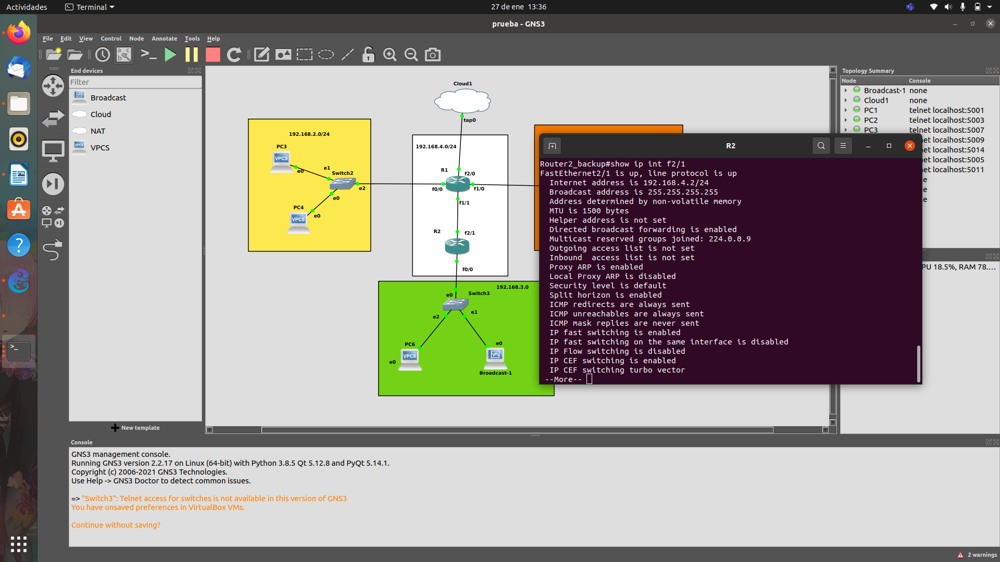 Actividades
Terminal
27 de ene 13:36
prueba - GNS3
File Edit View Control Node Annotate Tools Help
End devices
Filter
Broadcast
Cloud
NAT
VPCS
New template
Cloud1
tap0
192.168.2.0/24
PC3
VPCS
e0
e1
Switch2
e2
e0
PC4
VPCS
e0
192.168.4.0/24
R1
f2/0
f0/0
f1/0
f1/1
R2
f2/1
f0/0
192.168.3.0
e0
Switch3
e2
e1
PC6
VPCS
e0
e0
Broadcast-1
Topology Summary
Node Console
Broadcast-1 none
Cloud1 none
PC1 telnet localhost:5001
PC2 telnet localhost:5003
PC3 telnet localhost:5007
et localhost:5009
et localhost:5014
et localhost:5005
et localhost:5011
e
e
e
PU 18.5%, RAM 78....
R2
Router2_backup#show ip int f2/1
FastEthernet2/1 is up, line protocol is up
Internet address is 192.168.4.2/24
Broadcast address is 255.255.255.255
Address determined by non-volatile memory
MTU is 1500 bytes
Helper address is not set
Directed broadcast forwarding is enabled
Multicast reserved groups joined: 224.0.0.9
Outgoing access list is not set
Inbound  access list is not set
Proxy ARP is enabled
Local Proxy ARP is disabled
Security level is default
Split horizon is enabled
ICMP redirects are always sent
ICMP unreachables are always sent
ICMP mask replies are never sent
IP fast switching is enabled
IP fast switching on the same interface is disabled
IP Flow switching is disabled
IP CEF switching is enabled
IP CEF switching turbo vector
--More--
Console
GNS3 management console.
Running GNS3 version 2.2.17 on Linux (64-bit) with Python 3.8.5 Qt 5.12.8 and PyQt 5.14.1.
Copyright (c) 2006-2021 GNS3 Technologies.
Use Help -> GNS3 Doctor to detect common issues.
=> "Switch3": Telnet access for switches is not available in this version of GNS3
You have unsaved preferences in VirtualBox VMs.
Continue without saving?
2 warnings